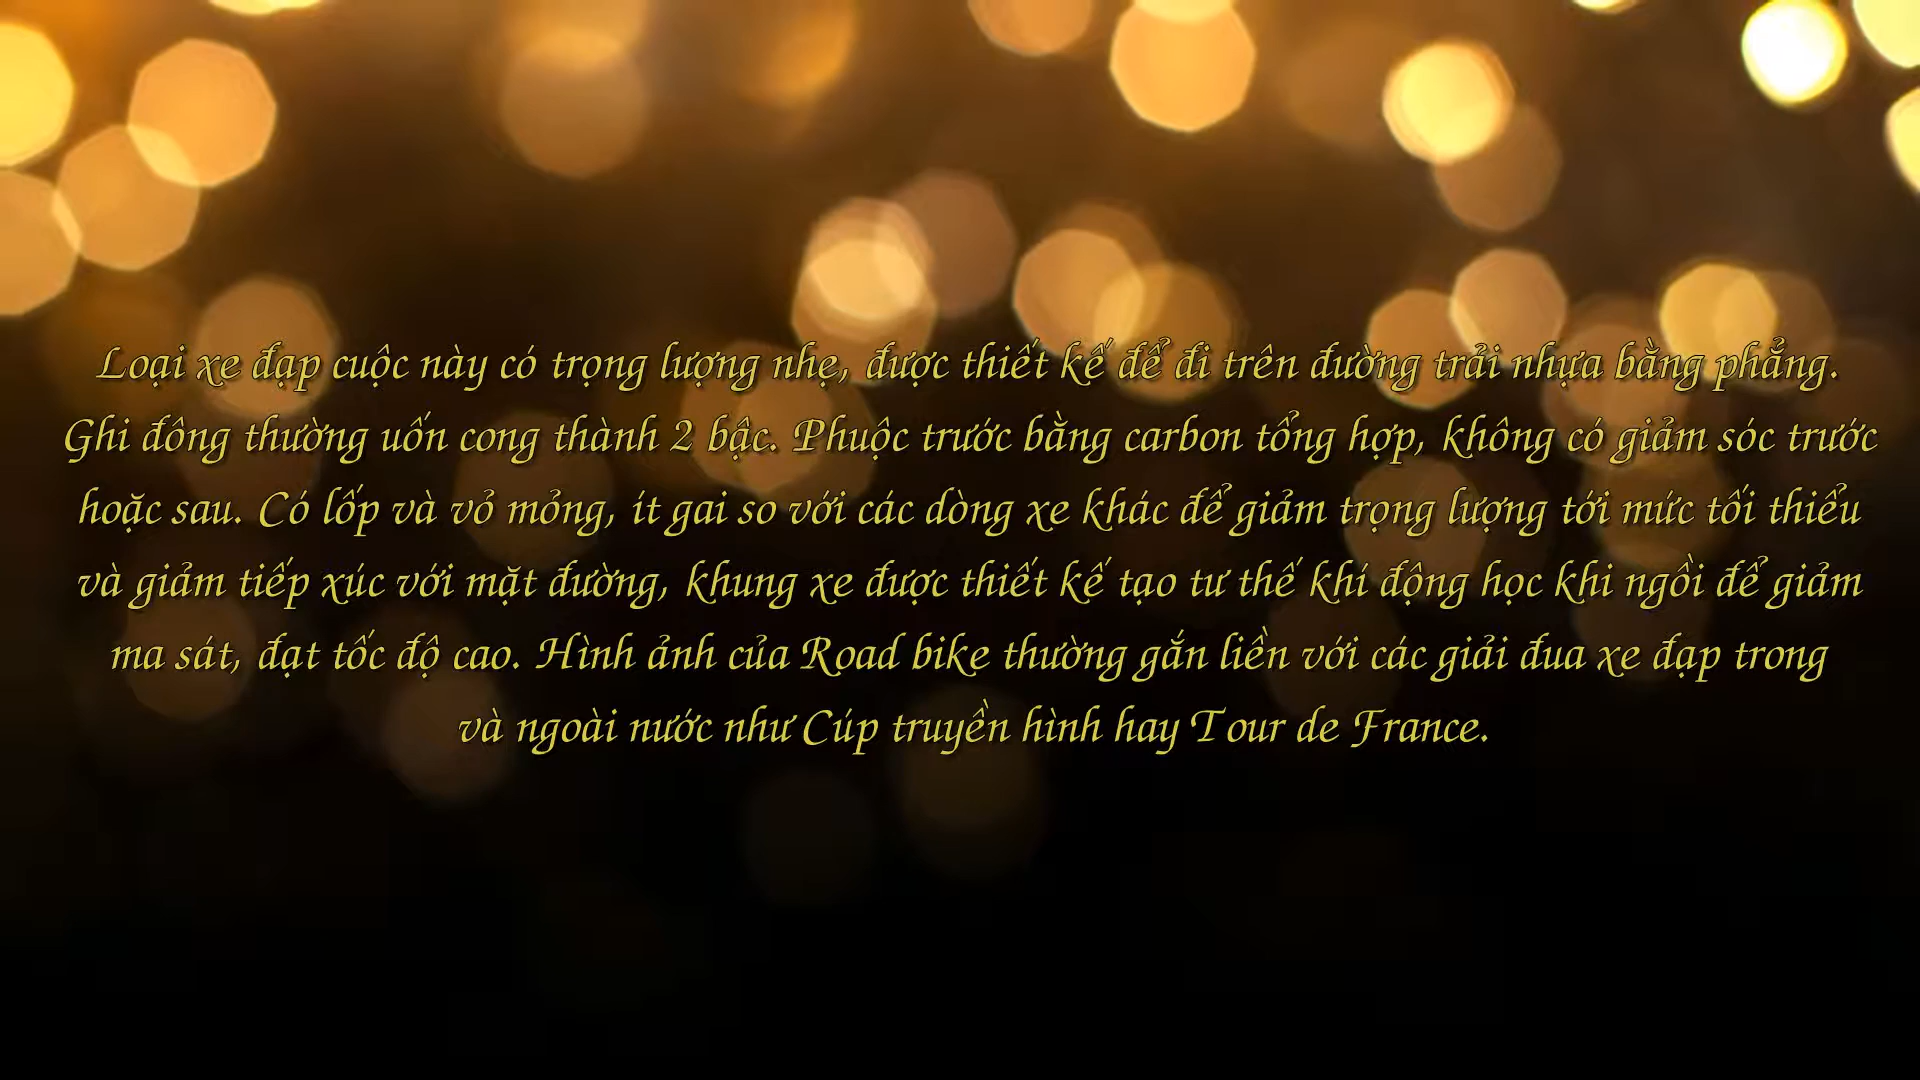 Loại xe đạp cuộc này có trọng lượng nhẹ, được thiết kế để đi trên đường trải nhựa bằng phẳng.
Ghi đông thường uốn cong thành 2 bậc. Phuộc trước bằng carbon tổng hợp, không có giảm sóc trước
hoặc sau. Có lốp và vỏ mỏng, ít gai so với các dòng xe khác để giảm trọng lượng tới mức tối thiểu
và giảm tiếp xúc với mặt đường, khung xe được thiết kế tạo tư thế khí động học khi ngồi để giảm
ma sát, đạt tốc độ cao. Hình ảnh của Road bike thường gắn liền với các giải đua xe đạp trong
và ngoài nước như Cúp truyền hình hay Tour de France.